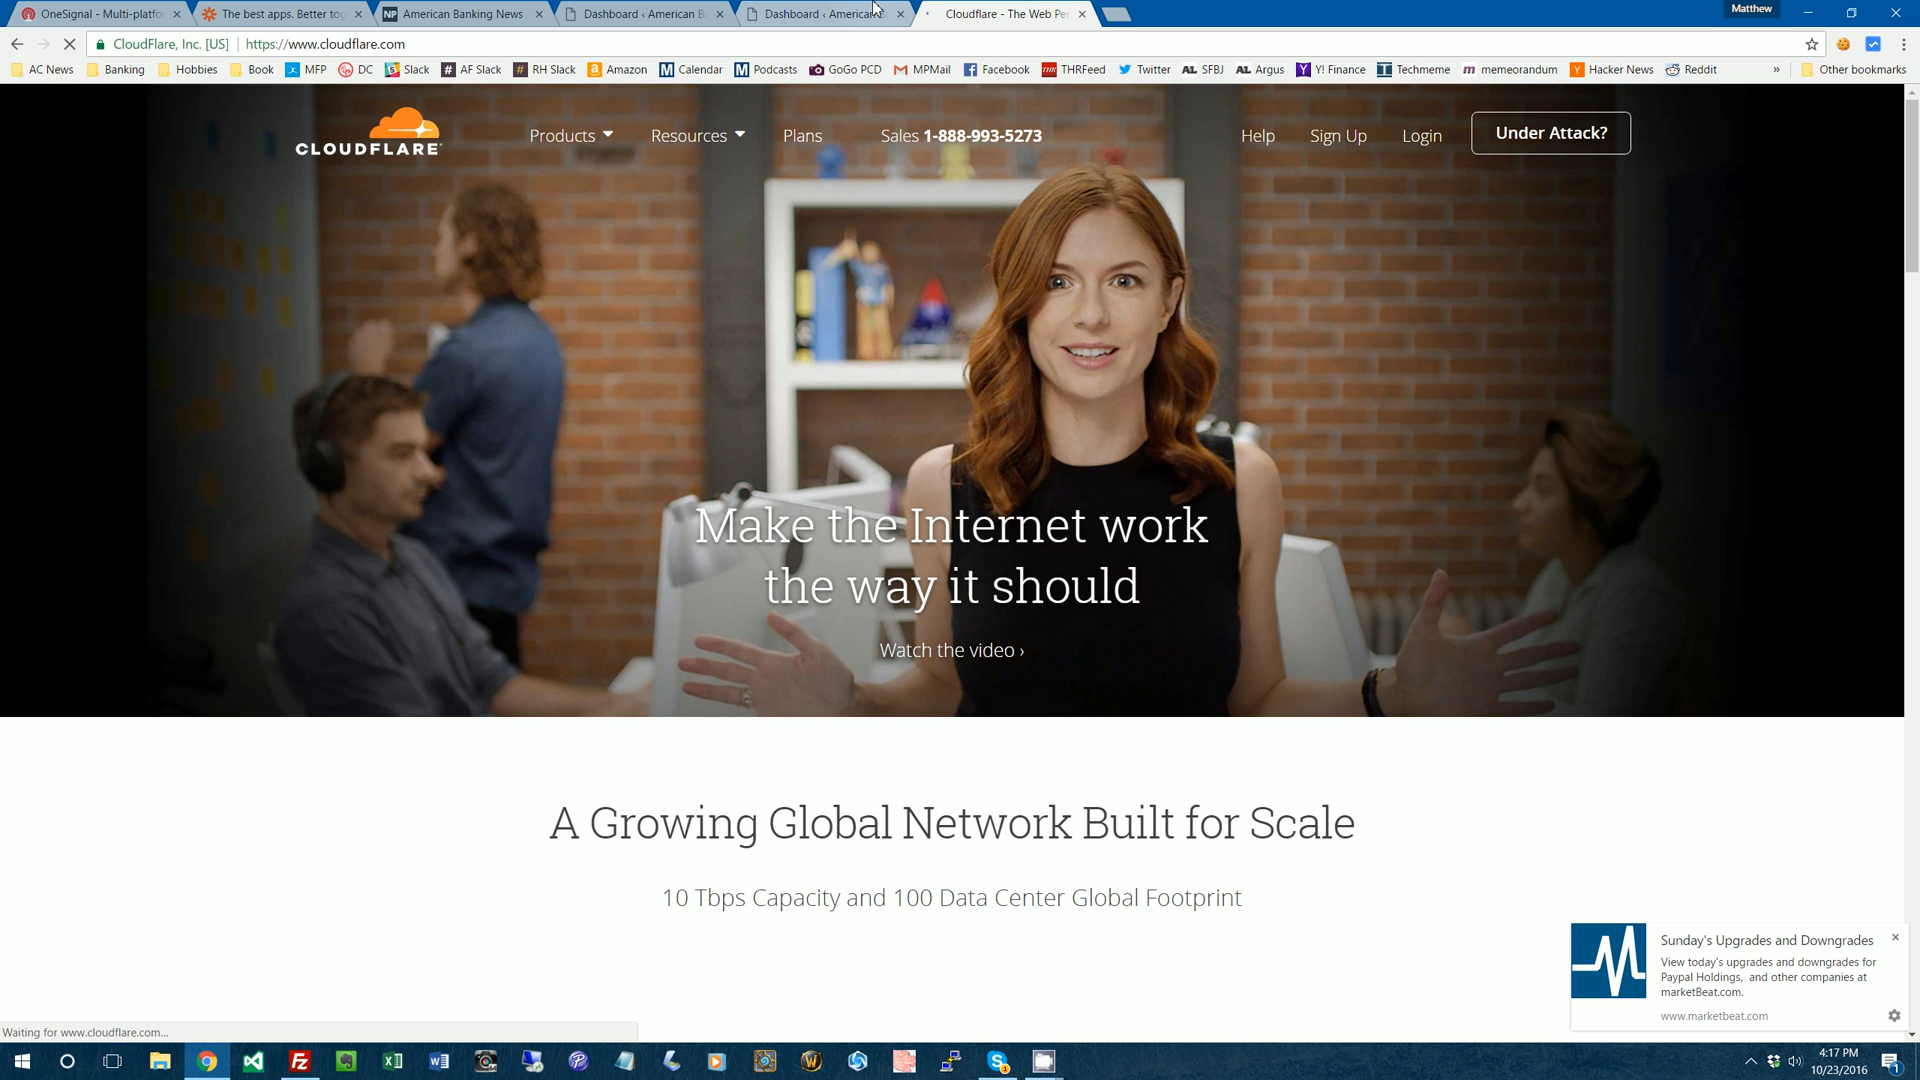 OneSignal - Multi-platfo
The best apps. Better tog
NP American Banking News
Dashboard ‹ American B
Dashboard ‹ American
Cloudflare - The Web Pe
Matthew
CloudFlare, Inc. [US] https://www.cloudflare.com
AC News Banking Hobbies Book MFP DC Slack # AF Slack # RH Slack a Amazon M Calendar M Podcasts GoGo PCD MPMail Facebook THR THRFeed Twitter AL SFBJ AL Argus Y Y! Finance T Techmeme m memeorandum Y Hacker News Reddit » Other bookmarks
CLOUDFLARE
Products Resources Plans Sales 1-888-993-5273 Help Sign Up Login Under Attack?
Make the Internet work
the way it should
Watch the video ›
A Growing Global Network Built for Scale
10 Tbps Capacity and 100 Data Center Global Footprint
Sunday's Upgrades and Downgrades
View today's upgrades and downgrades for
Paypal Holdings, and other companies at
marketBeat.com.
www.marketbeat.com
Waiting for www.cloudflare.com...
4:17 PM
10/23/2016